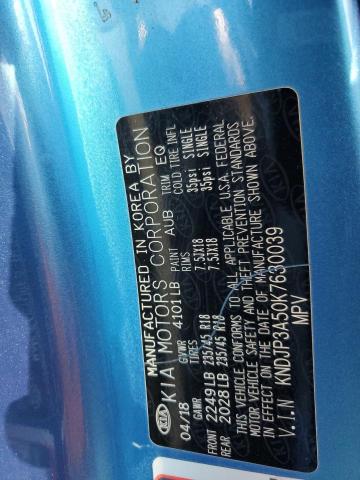 MANUFACTURED IN KOREA BY
KIA KIA MOTORS CORPORATION
04/18 GVWR 4101LB PAINT AUB TRIM EQ
GAWR TIRES RIMS COLD TIRE INFL
FRONT 2249LB 235/45 R18 7.5JX18 35psi SINGLE
REAR 2028LB 235/45 R18 7.5JX18 35psi SINGLE
THIS VEHICLE CONFORMS TO ALL APPLICABLE U.S.A. FEDERAL
MOTOR VEHICLE SAFETY AND THEFT PREVENTION STANDARDS
IN EFFECT ON THE DATE OF MANUFACTURE SHOWN ABOVE.
V.I.N KNDJP3A50K7630039
MPV